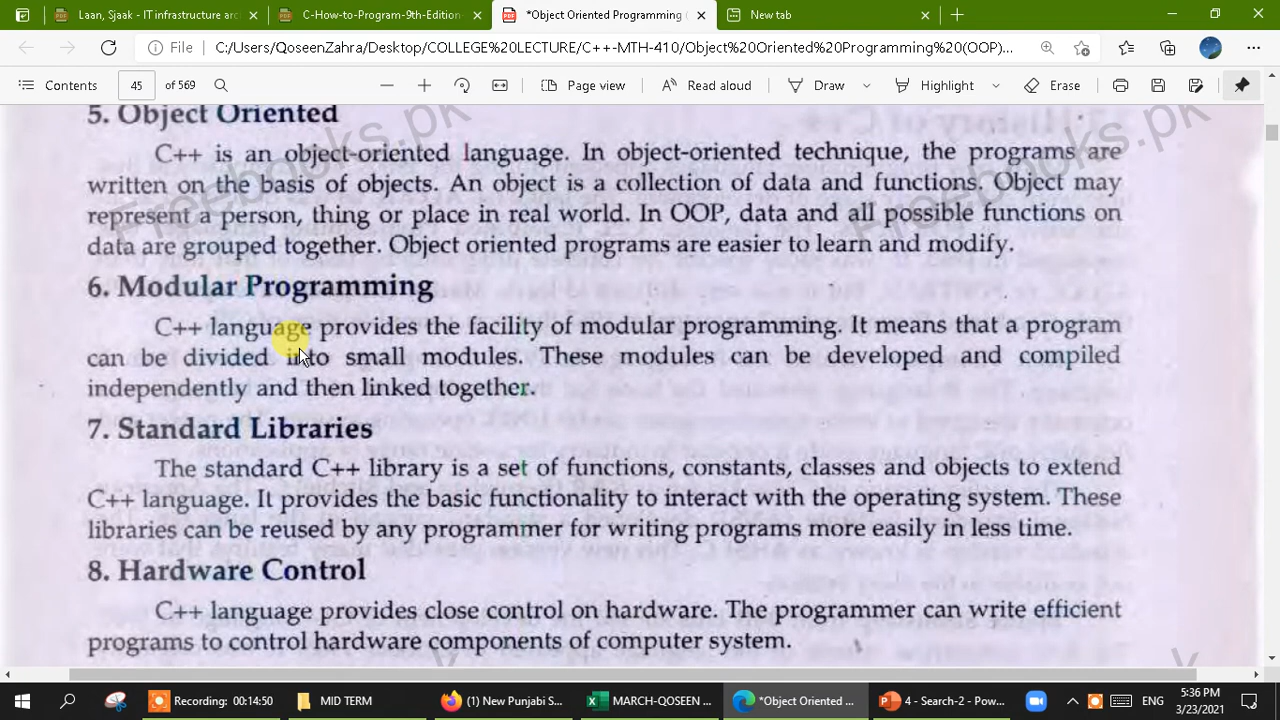 Laan, Sjaak - IT infrastructure arc
C-How-to-Program-9th-Edition-
*Object Oriented Programming (
New tab
File
C:/Users/QoseenZahra/Desktop/COLLEGE%20LECTURE/C++-MTH-410/Object%20Oriented%20Programming%20(OOP)...
Contents
45
of 569
Page view
Read aloud
Draw
Highlight
Erase
5. Object Oriented
C++ is an object-oriented language. In object-oriented technique, the programs are
written on the basis of objects. An object is a collection of data and functions. Object may
represent a person, thing or place in real world. In OOP, data and all possible functions on
data are grouped together. Object oriented programs are easier to learn and modify.
6. Modular Programming
C++ language provides the facility of modular programming. It means that a program
can be divided into small modules. These modules can be developed and compiled
independently and then linked together.
7. Standard Libraries
The standard C++ library is a set of functions, constants, classes and objects to extend
C++ language. It provides the basic functionality to interact with the operating system. These
libraries can be reused by any programmer for writing programs more easily in less time.
8. Hardware Control
C++ language provides close control on hardware. The programmer can write efficient
programs to control hardware components of computer system.
Freebooks.pk
Freebooks.pk
Recording: 00:14:50
MID TERM
(1) New Punjabi S...
MARCH-QOSEEN ...
*Object Oriented ...
4 - Search-2 - Pow...
ENG
5:36 PM
3/23/2021